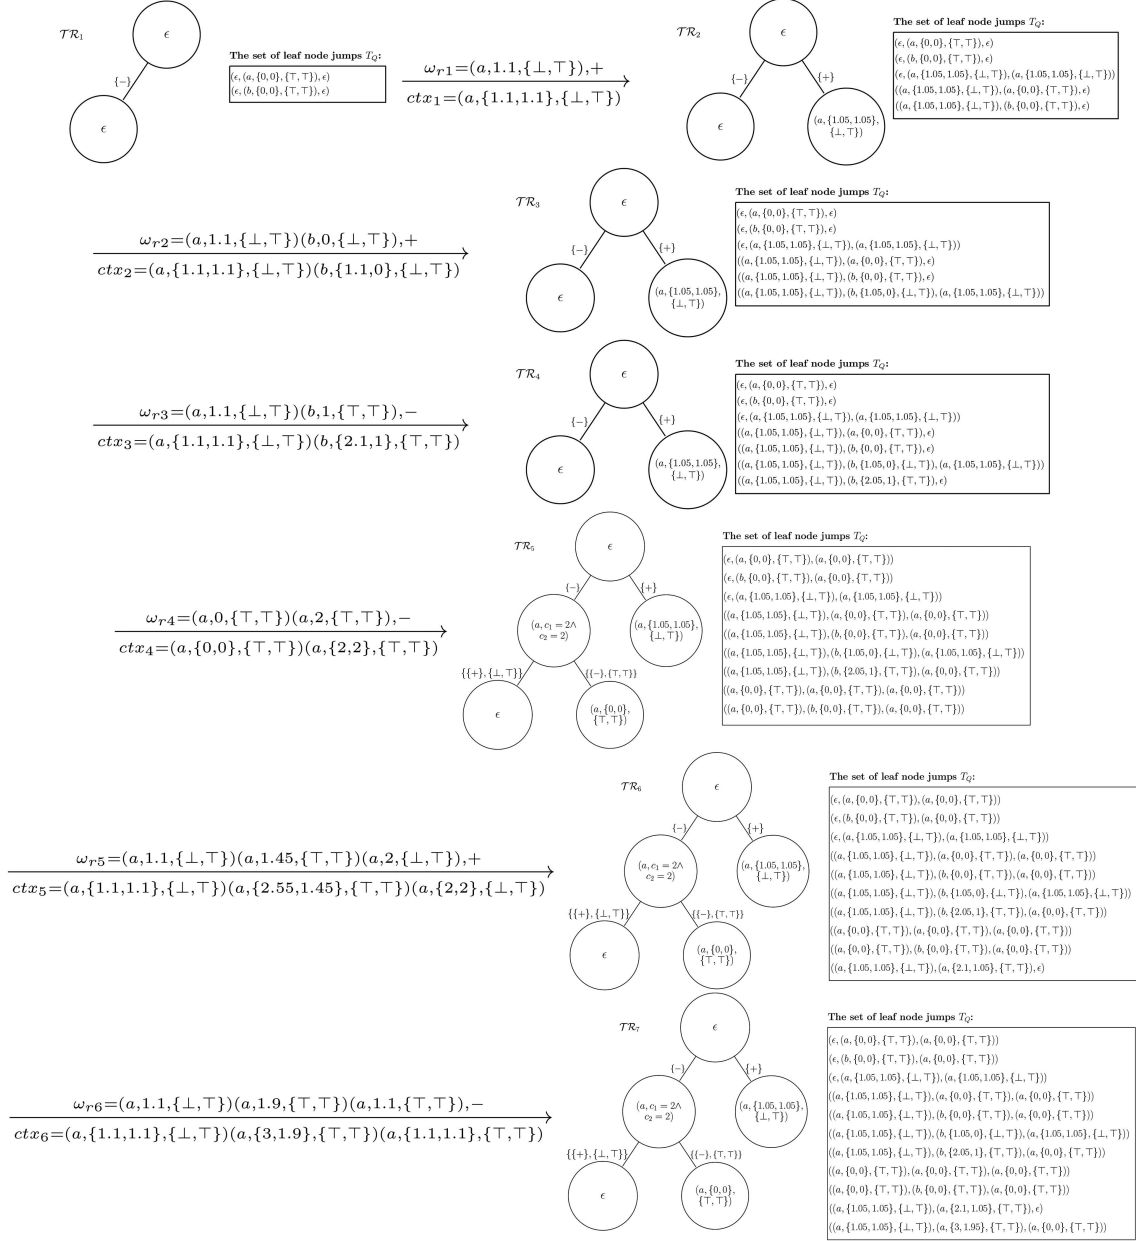 𝒯ℛ₁
ϵ
{−}
ϵ
The set of leaf node jumps T_Q:
(ϵ,(a,{0,0},{⊤,⊤}),ϵ)
(ϵ,(b,{0,0},{⊤,⊤}),ϵ)
ω_{r1}=(a,1.1,{⊥,⊤}),+
ctx₁=(a,{1.1,1.1},{⊥,⊤})
𝒯ℛ₂
ϵ
{−}
{+}
ϵ
(a,{1.05,1.05},
{⊥,⊤})
The set of leaf node jumps T_Q:
(ϵ,(a,{0,0},{⊤,⊤}),ϵ)
(ϵ,(b,{0,0},{⊤,⊤}),ϵ)
(ϵ,(a,{1.05,1.05},{⊥,⊤}),(a,{1.05,1.05},{⊥,⊤}))
((a,{1.05,1.05},{⊥,⊤}),(a,{0,0},{⊤,⊤}),ϵ)
((a,{1.05,1.05},{⊥,⊤}),(b,{0,0},{⊤,⊤}),ϵ)
ω_{r2}=(a,1.1,{⊥,⊤})(b,0,{⊥,⊤}),+
ctx₂=(a,{1.1,1.1},{⊥,⊤})(b,{1.1,0},{⊥,⊤})
𝒯ℛ₃
ϵ
{−}
{+}
ϵ
(a,{1.05,1.05},
{⊥,⊤})
The set of leaf node jumps T_Q:
(ϵ,(a,{0,0},{⊤,⊤}),ϵ)
(ϵ,(b,{0,0},{⊤,⊤}),ϵ)
(ϵ,(a,{1.05,1.05},{⊥,⊤}),(a,{1.05,1.05},{⊥,⊤}))
((a,{1.05,1.05},{⊥,⊤}),(a,{0,0},{⊤,⊤}),ϵ)
((a,{1.05,1.05},{⊥,⊤}),(b,{0,0},{⊤,⊤}),ϵ)
((a,{1.05,1.05},{⊥,⊤}),(b,{1.05,0},{⊥,⊤}),(a,{1.05,1.05},{⊥,⊤}))
ω_{r3}=(a,1.1,{⊥,⊤})(b,1,{⊤,⊤}),−
ctx₃=(a,{1.1,1.1},{⊥,⊤})(b,{2.1,1},{⊤,⊤})
𝒯ℛ₄
ϵ
{−}
{+}
ϵ
(a,{1.05,1.05},
{⊥,⊤})
The set of leaf node jumps T_Q:
(ϵ,(a,{0,0},{⊤,⊤}),ϵ)
(ϵ,(b,{0,0},{⊤,⊤}),ϵ)
(ϵ,(a,{1.05,1.05},{⊥,⊤}),(a,{1.05,1.05},{⊥,⊤}))
((a,{1.05,1.05},{⊥,⊤}),(a,{0,0},{⊤,⊤}),ϵ)
((a,{1.05,1.05},{⊥,⊤}),(b,{0,0},{⊤,⊤}),ϵ)
((a,{1.05,1.05},{⊥,⊤}),(b,{1.05,0},{⊥,⊤}),(a,{1.05,1.05},{⊥,⊤}))
((a,{1.05,1.05},{⊥,⊤}),(b,{2.05,1},{⊤,⊤}),ϵ)
ω_{r4}=(a,0,{⊤,⊤})(a,2,{⊤,⊤}),−
ctx₄=(a,{0,0},{⊤,⊤})(a,{2,2},{⊤,⊤})
𝒯ℛ₅
ϵ
{−}
{+}
(a,c₁=2∧
c₂=2)
(a,{1.05,1.05},
{⊥,⊤})
{{+},{⊥,⊤}}
{{−},{⊤,⊤}}
ϵ
(a,{0,0},
{⊤,⊤})
The set of leaf node jumps T_Q:
(ϵ,(a,{0,0},{⊤,⊤}),(a,{0,0},{⊤,⊤}))
(ϵ,(b,{0,0},{⊤,⊤}),(a,{0,0},{⊤,⊤}))
(ϵ,(a,{1.05,1.05},{⊥,⊤}),(a,{1.05,1.05},{⊥,⊤}))
((a,{1.05,1.05},{⊥,⊤}),(a,{0,0},{⊤,⊤}),(a,{0,0},{⊤,⊤}))
((a,{1.05,1.05},{⊥,⊤}),(b,{0,0},{⊤,⊤}),(a,{0,0},{⊤,⊤}))
((a,{1.05,1.05},{⊥,⊤}),(b,{1.05,0},{⊥,⊤}),(a,{1.05,1.05},{⊥,⊤}))
((a,{1.05,1.05},{⊥,⊤}),(b,{2.05,1},{⊤,⊤}),(a,{0,0},{⊤,⊤}))
((a,{0,0},{⊤,⊤}),(a,{0,0},{⊤,⊤}),(a,{0,0},{⊤,⊤}))
((a,{0,0},{⊤,⊤}),(b,{0,0},{⊤,⊤}),(a,{0,0},{⊤,⊤}))
ω_{r5}=(a,1.1,{⊥,⊤})(a,1.45,{⊤,⊤})(a,2,{⊥,⊤}),+
ctx₅=(a,{1.1,1.1},{⊥,⊤})(a,{2.55,1.45},{⊤,⊤})(a,{2,2},{⊥,⊤})
𝒯ℛ₆
ϵ
{−}
{+}
(a,c₁=2∧
c₂=2)
(a,{1.05,1.05},
{⊥,⊤})
{{+},{⊥,⊤}}
{{−},{⊤,⊤}}
ϵ
(a,{0,0},
{⊤,⊤})
The set of leaf node jumps T_Q:
(ϵ,(a,{0,0},{⊤,⊤}),(a,{0,0},{⊤,⊤}))
(ϵ,(b,{0,0},{⊤,⊤}),(a,{0,0},{⊤,⊤}))
(ϵ,(a,{1.05,1.05},{⊥,⊤}),(a,{1.05,1.05},{⊥,⊤}))
((a,{1.05,1.05},{⊥,⊤}),(a,{0,0},{⊤,⊤}),(a,{0,0},{⊤,⊤}))
((a,{1.05,1.05},{⊥,⊤}),(b,{0,0},{⊤,⊤}),(a,{0,0},{⊤,⊤}))
((a,{1.05,1.05},{⊥,⊤}),(b,{1.05,0},{⊥,⊤}),(a,{1.05,1.05},{⊥,⊤}))
((a,{1.05,1.05},{⊥,⊤}),(b,{2.05,1},{⊤,⊤}),(a,{0,0},{⊤,⊤}))
((a,{0,0},{⊤,⊤}),(a,{0,0},{⊤,⊤}),(a,{0,0},{⊤,⊤}))
((a,{0,0},{⊤,⊤}),(b,{0,0},{⊤,⊤}),(a,{0,0},{⊤,⊤}))
((a,{1.05,1.05},{⊥,⊤}),(a,{2.1,1.05},{⊤,⊤}),ϵ)
ω_{r6}=(a,1.1,{⊥,⊤})(a,1.9,{⊤,⊤})(a,1.1,{⊤,⊤}),−
ctx₆=(a,{1.1,1.1},{⊥,⊤})(a,{3,1.9},{⊤,⊤})(a,{1.1,1.1},{⊤,⊤})
𝒯ℛ₇
ϵ
{−}
{+}
(a,c₁=2∧
c₂=2)
(a,{1.05,1.05},
{⊥,⊤})
{{+},{⊥,⊤}}
{{−},{⊤,⊤}}
ϵ
(a,{0,0},
{⊤,⊤})
The set of leaf node jumps T_Q:
(ϵ,(a,{0,0},{⊤,⊤}),(a,{0,0},{⊤,⊤}))
(ϵ,(b,{0,0},{⊤,⊤}),(a,{0,0},{⊤,⊤}))
(ϵ,(a,{1.05,1.05},{⊥,⊤}),(a,{1.05,1.05},{⊥,⊤}))
((a,{1.05,1.05},{⊥,⊤}),(a,{0,0},{⊤,⊤}),(a,{0,0},{⊤,⊤}))
((a,{1.05,1.05},{⊥,⊤}),(b,{0,0},{⊤,⊤}),(a,{0,0},{⊤,⊤}))
((a,{1.05,1.05},{⊥,⊤}),(b,{1.05,0},{⊥,⊤}),(a,{1.05,1.05},{⊥,⊤}))
((a,{1.05,1.05},{⊥,⊤}),(b,{2.05,1},{⊤,⊤}),(a,{0,0},{⊤,⊤}))
((a,{0,0},{⊤,⊤}),(a,{0,0},{⊤,⊤}),(a,{0,0},{⊤,⊤}))
((a,{0,0},{⊤,⊤}),(b,{0,0},{⊤,⊤}),(a,{0,0},{⊤,⊤}))
((a,{1.05,1.05},{⊥,⊤}),(a,{2.1,1.05},{⊤,⊤}),ϵ)
((a,{1.05,1.05},{⊥,⊤}),(a,{3,1.95},{⊤,⊤}),(a,{0,0},{⊤,⊤}))